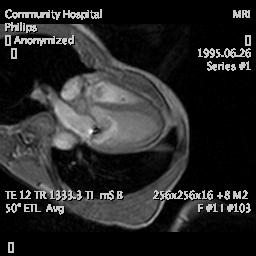 Community Hospital MRI
Philips
[] Anonymized []
[] 1995.06.26
Series #1
TE 12 TR 1333.3 TI mS B 256x256x16 +8 M2
50° ETL Avg F #1 I #103
[]